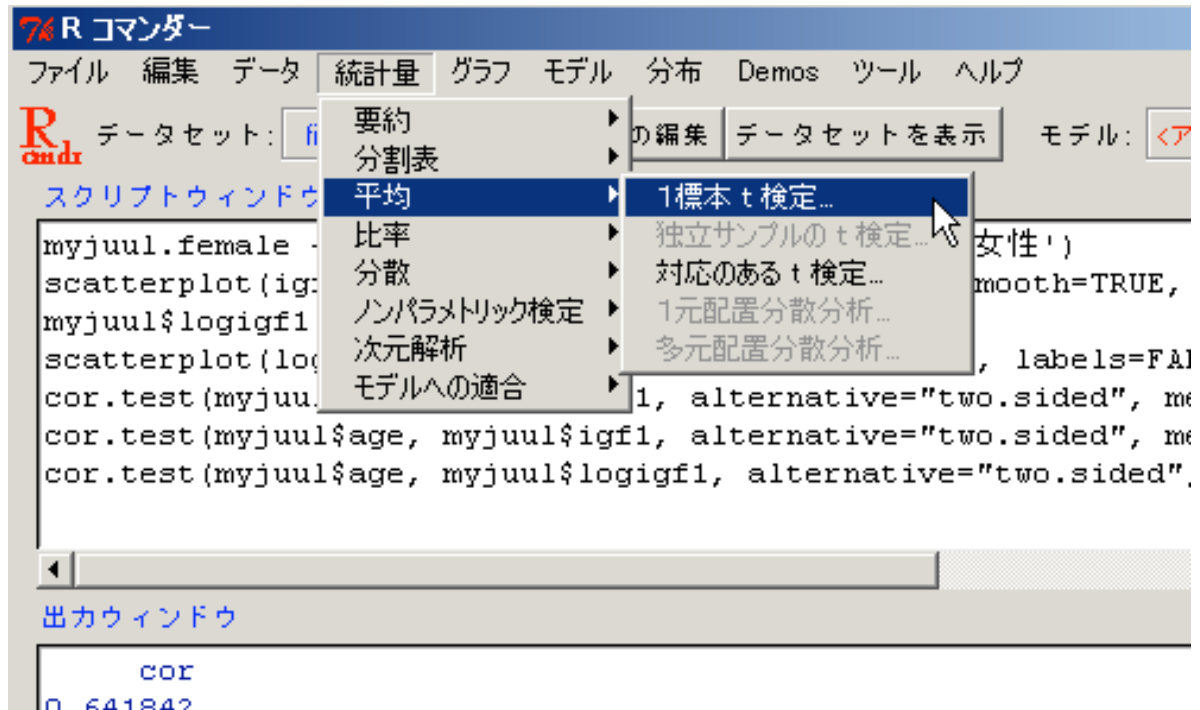 R コマンダー
ファイル 編集 データ 統計量 グラフ モデル 分布 Demos ツール ヘルプ
R cmdr データセット: fi の編集 データセットを表示 モデル: <ア
要約
分割表
平均
比率
分散
ノンパラメトリック検定
次元解析
モデルへの適合
1標本 t 検定...
独立サンプルの t 検定...
対応のある t 検定...
1元配置分散分析...
多元配置分散分析...
スクリプトウィンドウ
myjuul.female 女性')
scatterplot(ig mooth=TRUE,
myjuul$logigf1
scatterplot(lo , labels=FA
cor.test(myjuu 1, alternative="two.sided", me
cor.test(myjuul$age, myjuul$igf1, alternative="two.sided", me
cor.test(myjuul$age, myjuul$logigf1, alternative="two.sided",
出力ウィンドウ
cor
0.641842